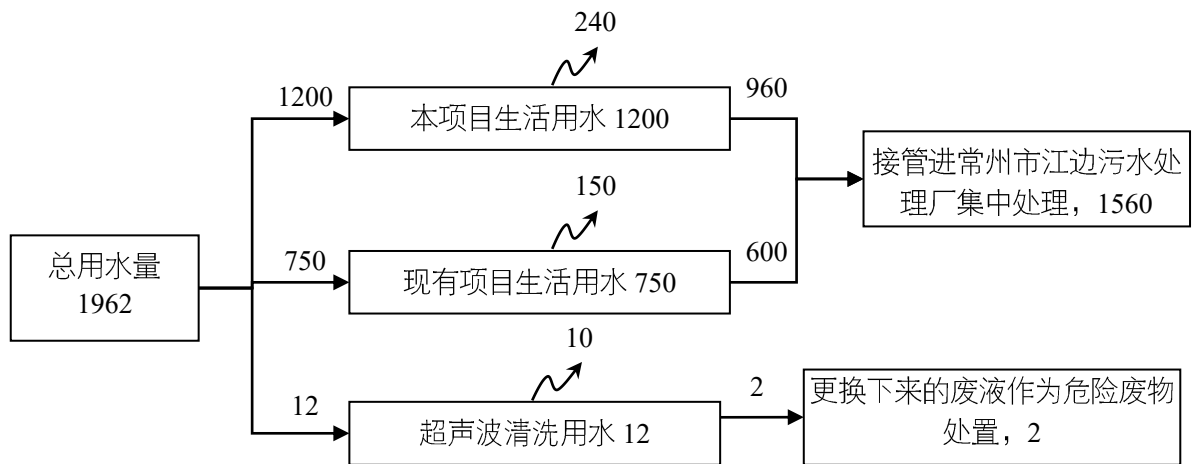 240
1200
本项目生活用水 1200
960
接管进常州市江边污水处
理厂集中处理，1560
150
总用水量
1962
750
现有项目生活用水 750
600
10
12
超声波清洗用水 12
2
更换下来的废液作为危险废物
处置，2